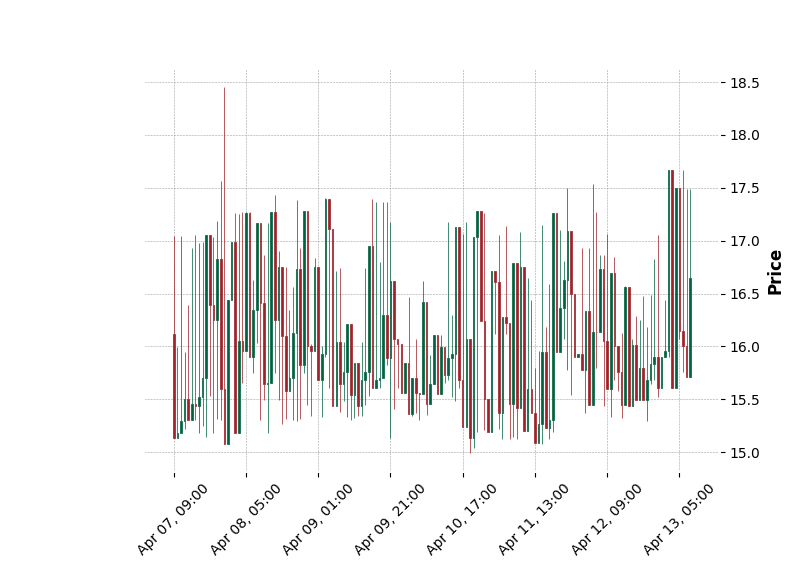 18.5
18.0
17.5
17.0
16.5
16.0
15.5
15.0
Price
Apr 07, 09:00
Apr 08, 05:00
Apr 09, 01:00
Apr 09, 21:00
Apr 10, 17:00
Apr 11, 13:00
Apr 12, 09:00
Apr 13, 05:00